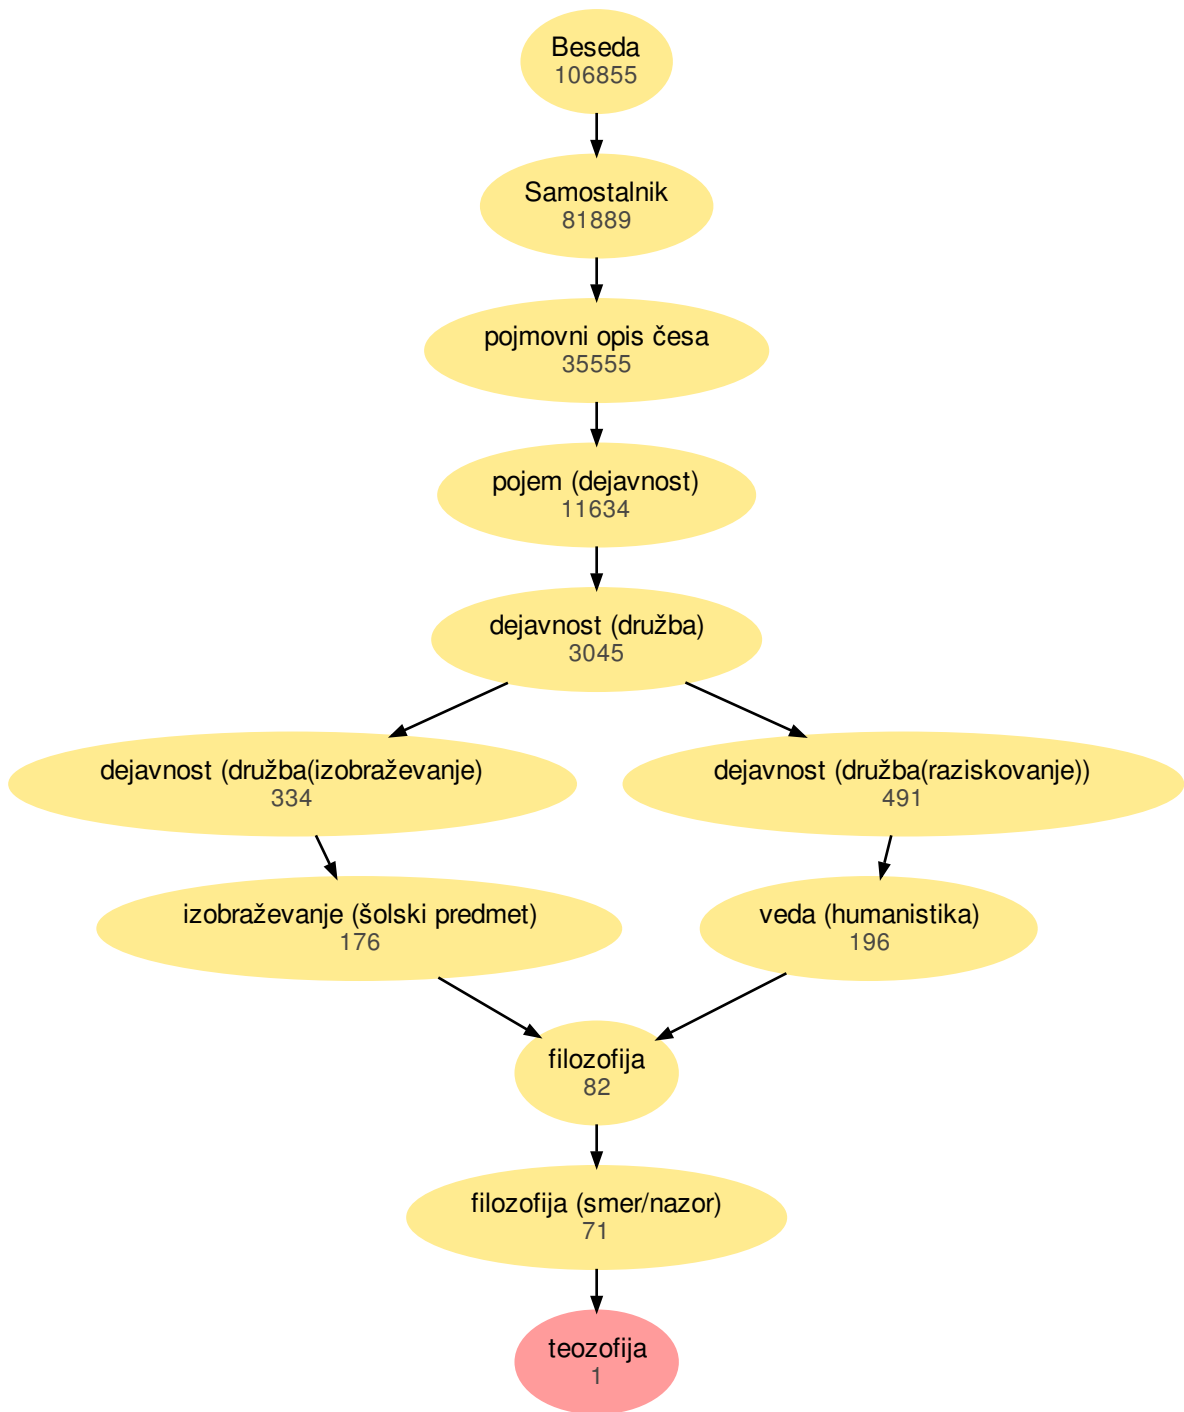 Beseda
106855
Samostalnik
81889
pojmovni opis česa
35555
pojem (dejavnost)
11634
dejavnost (družba)
3045
dejavnost (družba(izobraževanje)
334
dejavnost (družba(raziskovanje))
491
izobraževanje (šolski predmet)
176
veda (humanistika)
196
filozofija
82
filozofija (smer/nazor)
71
teozofija
1